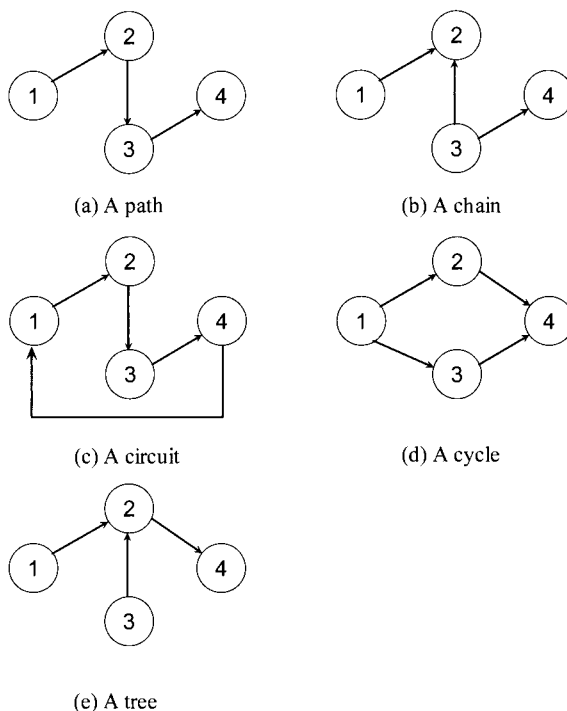 2 2
1 4 1 4
3 3
(a) A path (b) A chain
2 2
1 4 1 4
3 3
(c) A circuit (d) A cycle
2
1 4
3
(e) A tree